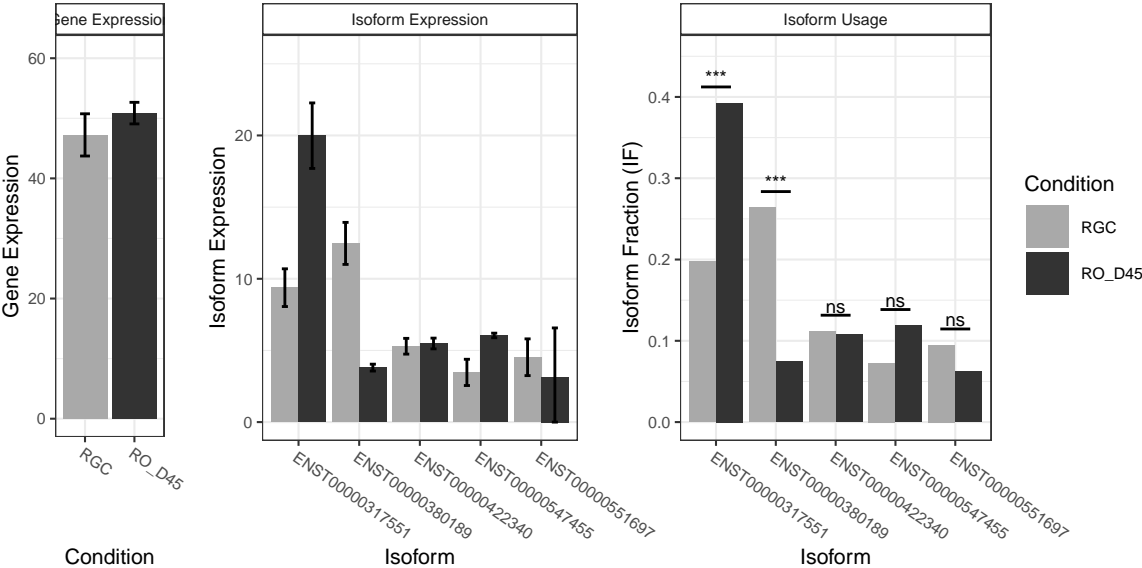 Gene Expression
Isoform Expression
Isoform Usage
Gene Expression
60
40
20
0
RGC
RO_D45
Condition
Isoform Expression
20
10
0
ENST00000317551
ENST00000380189
ENST00000422340
ENST00000547455
ENST00000551697
Isoform
Isoform Fraction (IF)
0.4
0.3
0.2
0.1
0.0
***
***
ns
ns
ns
ENST00000317551
ENST00000380189
ENST00000422340
ENST00000547455
ENST00000551697
Isoform
Condition
RGC
RO_D45